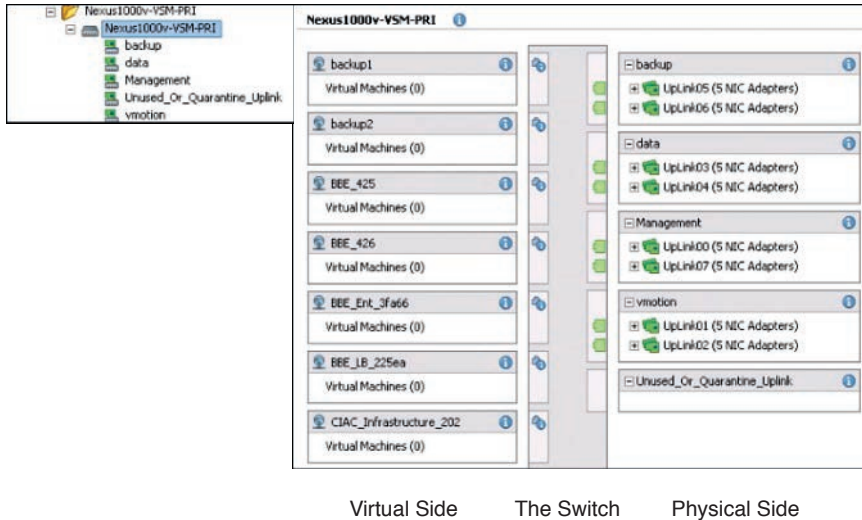 Nexus1000v-VSM-PRI
Nexus1000v-VSM-PRI
backup
data
Management
Unused_Or_Quarantine_Uplink
vmotion
Nexus1000v-VSM-PRI
backup1
Virtual Machines (0)
backup2
Virtual Machines (0)
BBE_425
Virtual Machines (0)
BBE_426
Virtual Machines (0)
BBE_Ent_3fa66
Virtual Machines (0)
BBE_LB_225ea
Virtual Machines (0)
CIAC_Infrastructure_202
Virtual Machines (0)
backup
UpLink05 (5 NIC Adapters)
UpLink06 (5 NIC Adapters)
data
UpLink03 (5 NIC Adapters)
UpLink04 (5 NIC Adapters)
Management
UpLink00 (5 NIC Adapters)
UpLink07 (5 NIC Adapters)
vmotion
UpLink01 (5 NIC Adapters)
UpLink02 (5 NIC Adapters)
Unused_Or_Quarantine_Uplink
Virtual Side
The Switch
Physical Side